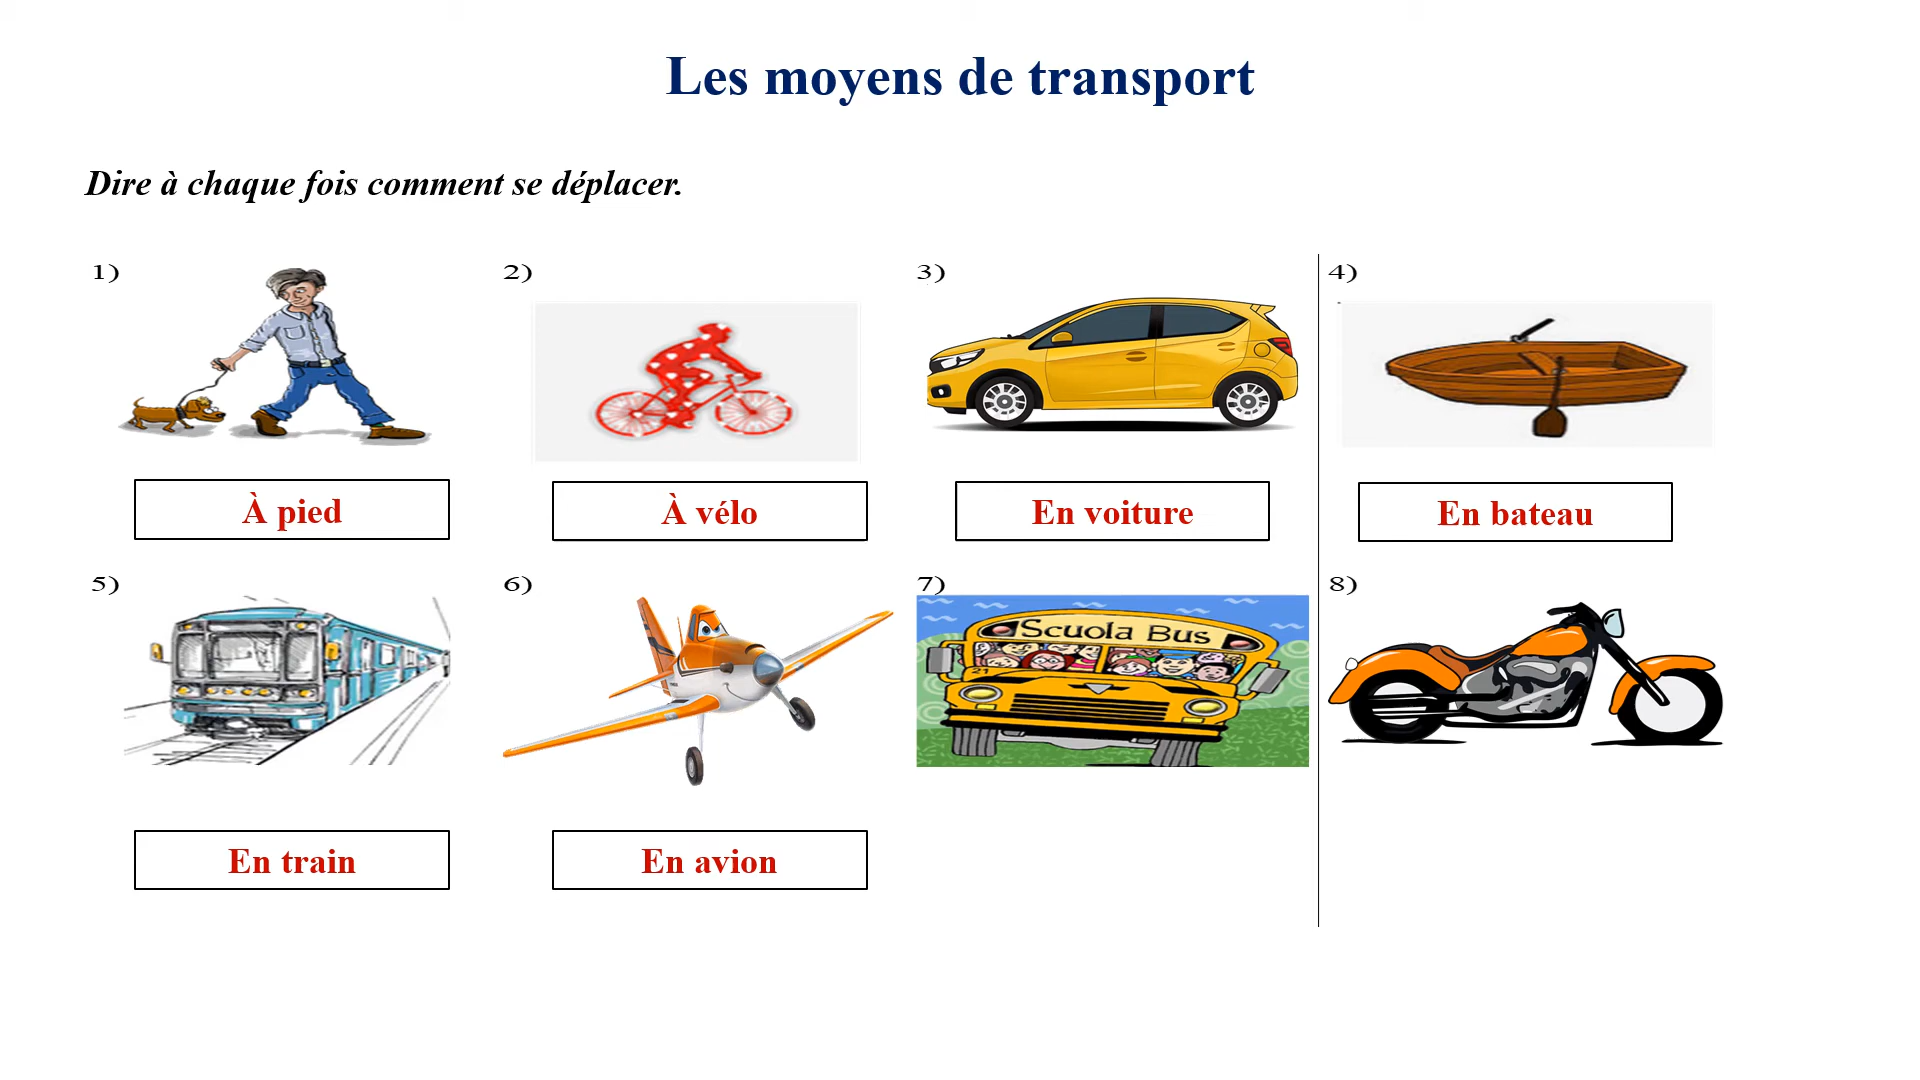 Les moyens de transport
Dire à chaque fois comment se déplacer.
1)
2)
3)
4)
À pied
À vélo
En voiture
En bateau
5)
6)
7)
8)
Scuola Bus
21
En train
En avion